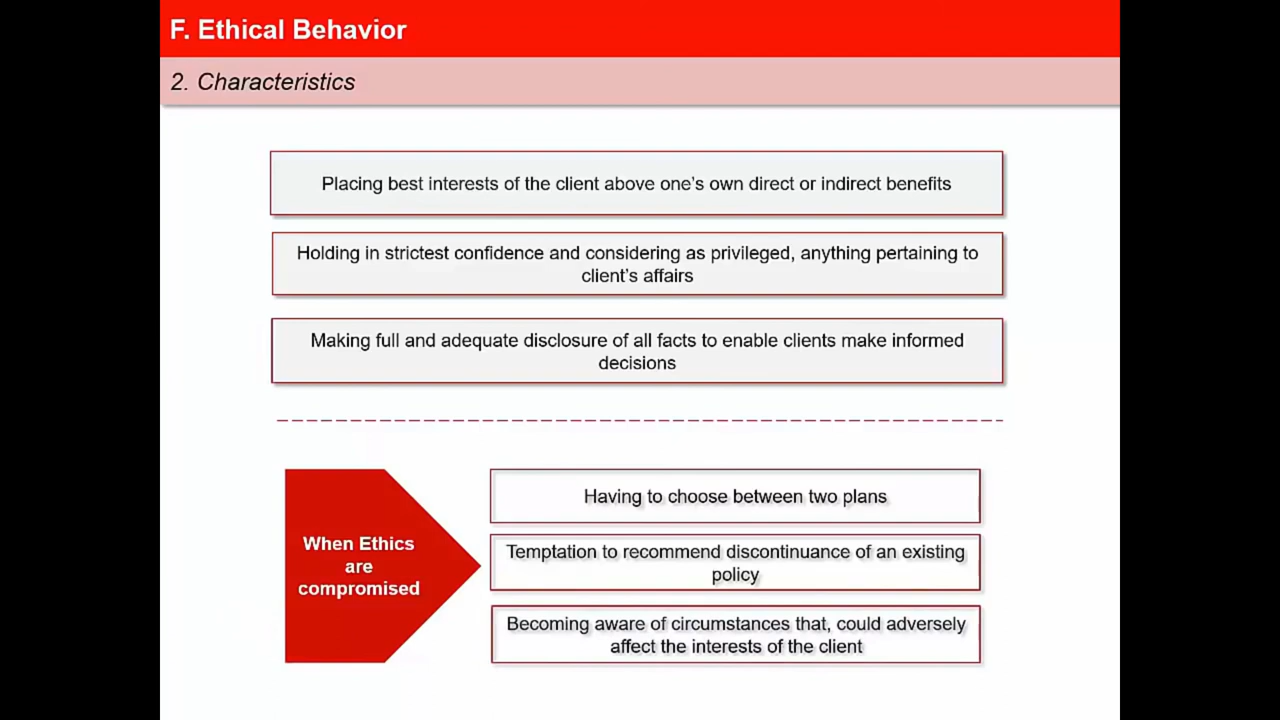 F. Ethical Behavior
2. Characteristics
Placing best interests of the client above one's own direct or indirect benefits
Holding in strictest confidence and considering as privileged, anything pertaining to
client's affairs
Making full and adequate disclosure of all facts to enable clients make informed
decisions
When Ethics
are
compromised
Having to choose between two plans
Temptation to recommend discontinuance of an existing
policy
Becoming aware of circumstances that, could adversely
affect the interests of the client